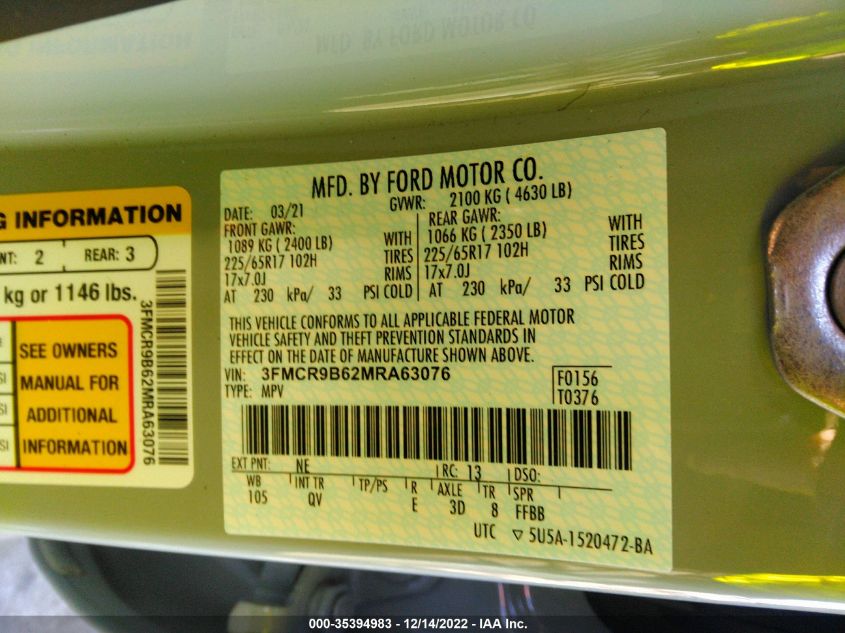 MFD. BY FORD MOTOR CO.
DATE: 03/21 GVWR: 2100 KG ( 4630 LB)
FRONT GAWR: REAR GAWR:
1089 KG ( 2400 LB) WITH 1066 KG ( 2350 LB) WITH
225/65R17 102H TIRES 225/65R17 102H TIRES
17x7.0J RIMS 17x7.0J RIMS
AT 230 kPa/ 33 PSI COLD AT 230 kPa/ 33 PSI COLD
THIS VEHICLE CONFORMS TO ALL APPLICABLE FEDERAL MOTOR
VEHICLE SAFETY AND THEFT PREVENTION STANDARDS IN
EFFECT ON THE DATE OF MANUFACTURE SHOWN ABOVE.
VIN: 3FMCR9B62MRA63076
TYPE: MPV
F0156
T0376
EXT PNT: NE RC: 13 DSO:
WB INT TR TP/PS R AXLE TR SPR
105 QV E 3D 8 FFBB
UTC ▽ 5U5A-1520472-BA
INFORMATION
2 REAR: 3
kg or 1146 lbs.
SEE OWNERS
MANUAL FOR
ADDITIONAL
INFORMATION
3FMCR9B62MRA63076
000-35394983 - 12/14/2022 - IAA Inc.